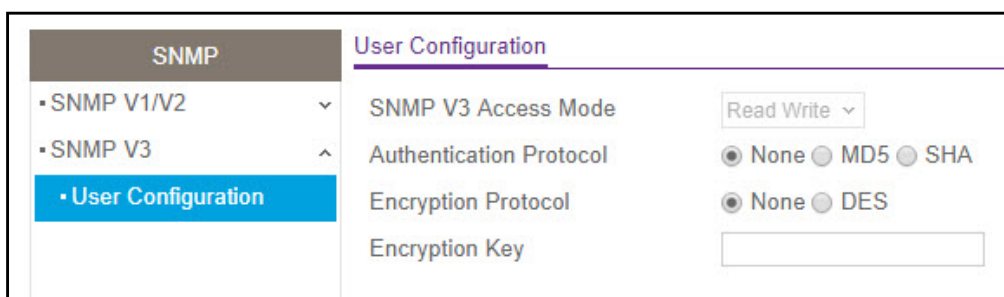 SNMP
SNMP V1/V2
SNMP V3
User Configuration
User Configuration
SNMP V3 Access Mode Read Write
Authentication Protocol None MD5 SHA
Encryption Protocol None DES
Encryption Key